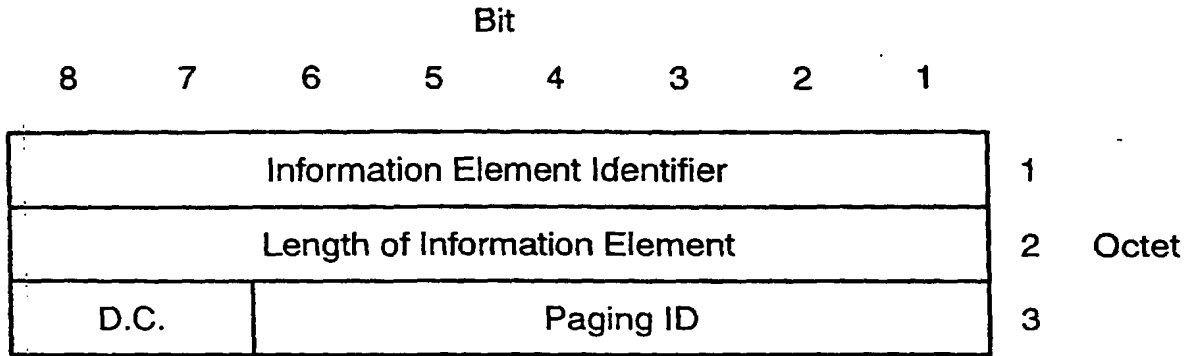 Bit
8 7 6 5 4 3 2 1
Information Element Identifier 1
Length of Information Element 2 Octet
D.C. Paging ID 3